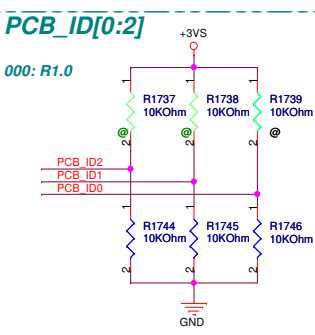 PCB_ID[0:2]
000: R1.0
+3VS
1 1 1
R1737 R1738 R1739
10KOhm 10KOhm 10KOhm
@ @ @
2 2 2
PCB_ID2
PCB_ID1
PCB_ID0
1 1 1
R1744 R1745 R1746
10KOhm 10KOhm 10KOhm
2 2 2
GND